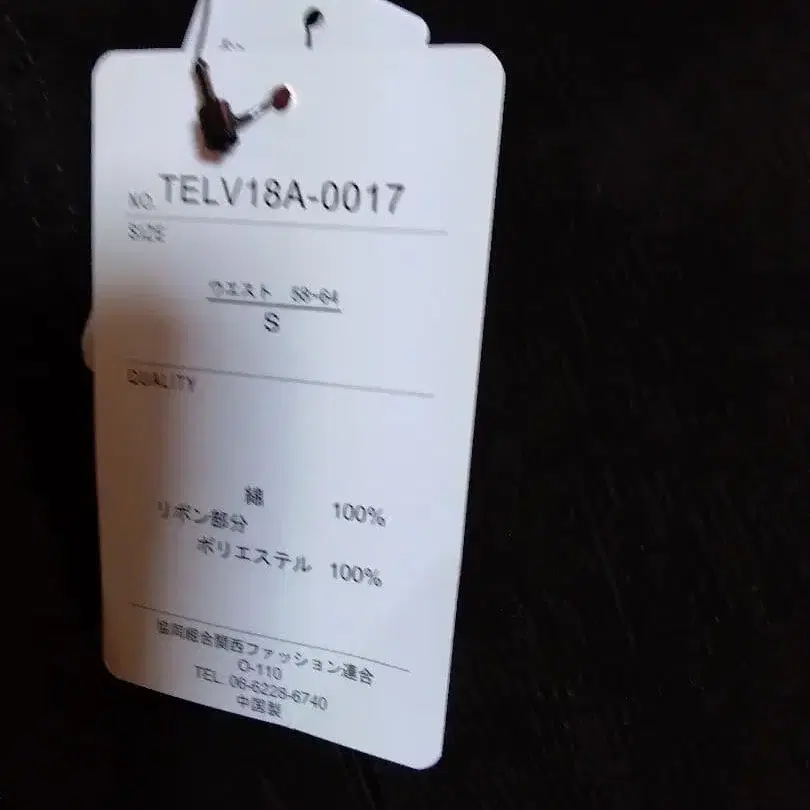 NO. TELV18A-0017
SIZE
ウエスト 58-64
S
QUALITY
綿 100%
リボン部分
ポリエステル 100%
協同組合関西ファッション連合
O-110
TEL. 06-6228-6740
中国製